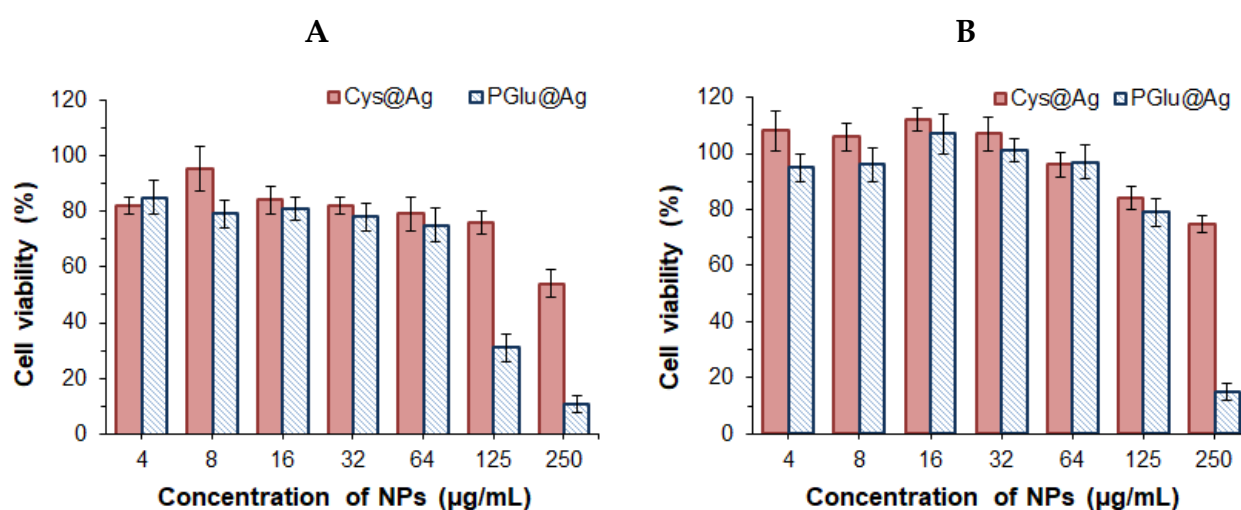 A
Cys@Ag PGlu@Ag
120
100
80
60
40
20
0
Cell viability (%)
4 8 16 32 64 125 250
Concentration of NPs (µg/mL)
B
Cys@Ag PGlu@Ag
120
100
80
60
40
20
0
Cell viability (%)
4 8 16 32 64 125 250
Concentration of NPs (µg/mL)